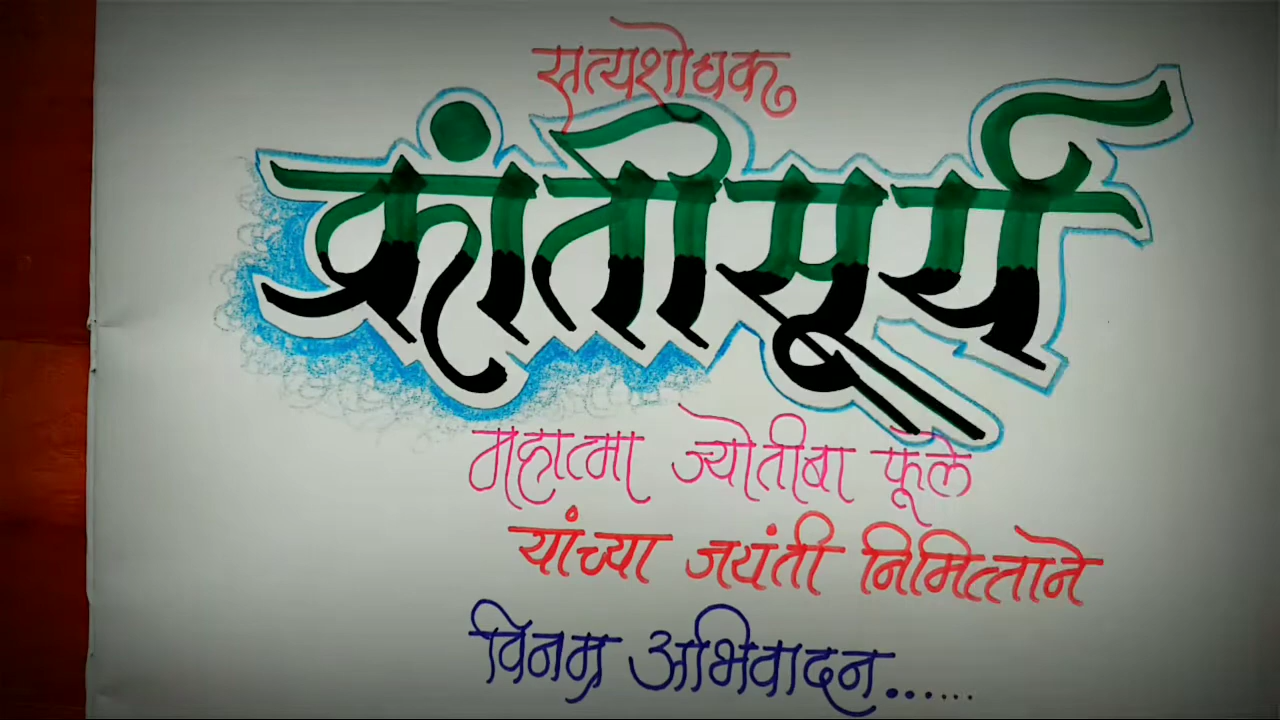 सत्यशोधक
क्रांतीसूर्य
महात्मा ज्योतीबा फूले
यांच्या जयंती निमित्ताने
विनम्र अभिवादन......